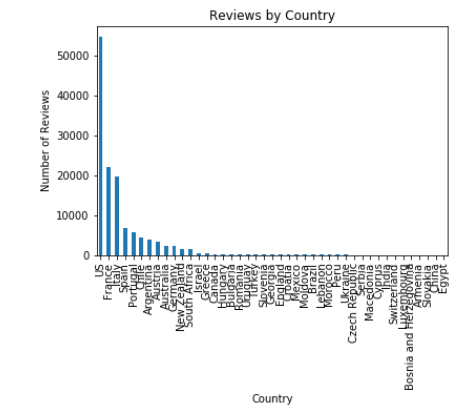 Reviews by Country
Number of Reviews
50000
40000
30000
20000
10000
0
US
France
Italy
Spain
Portugal
Chile
Argentina
Austria
Australia
Germany
New Zealand
South Africa
Israel
Greece
Canada
Hungary
Bulgaria
Romania
Uruguay
Turkey
Slovenia
Georgia
England
Croatia
Mexico
Moldova
Brazil
Lebanon
Morocco
Peru
Ukraine
Czech Republic
Serbia
Macedonia
Cyprus
India
Switzerland
Luxembourg
Bosnia and Herzegovina
Armenia
Slovakia
China
Egypt
Country